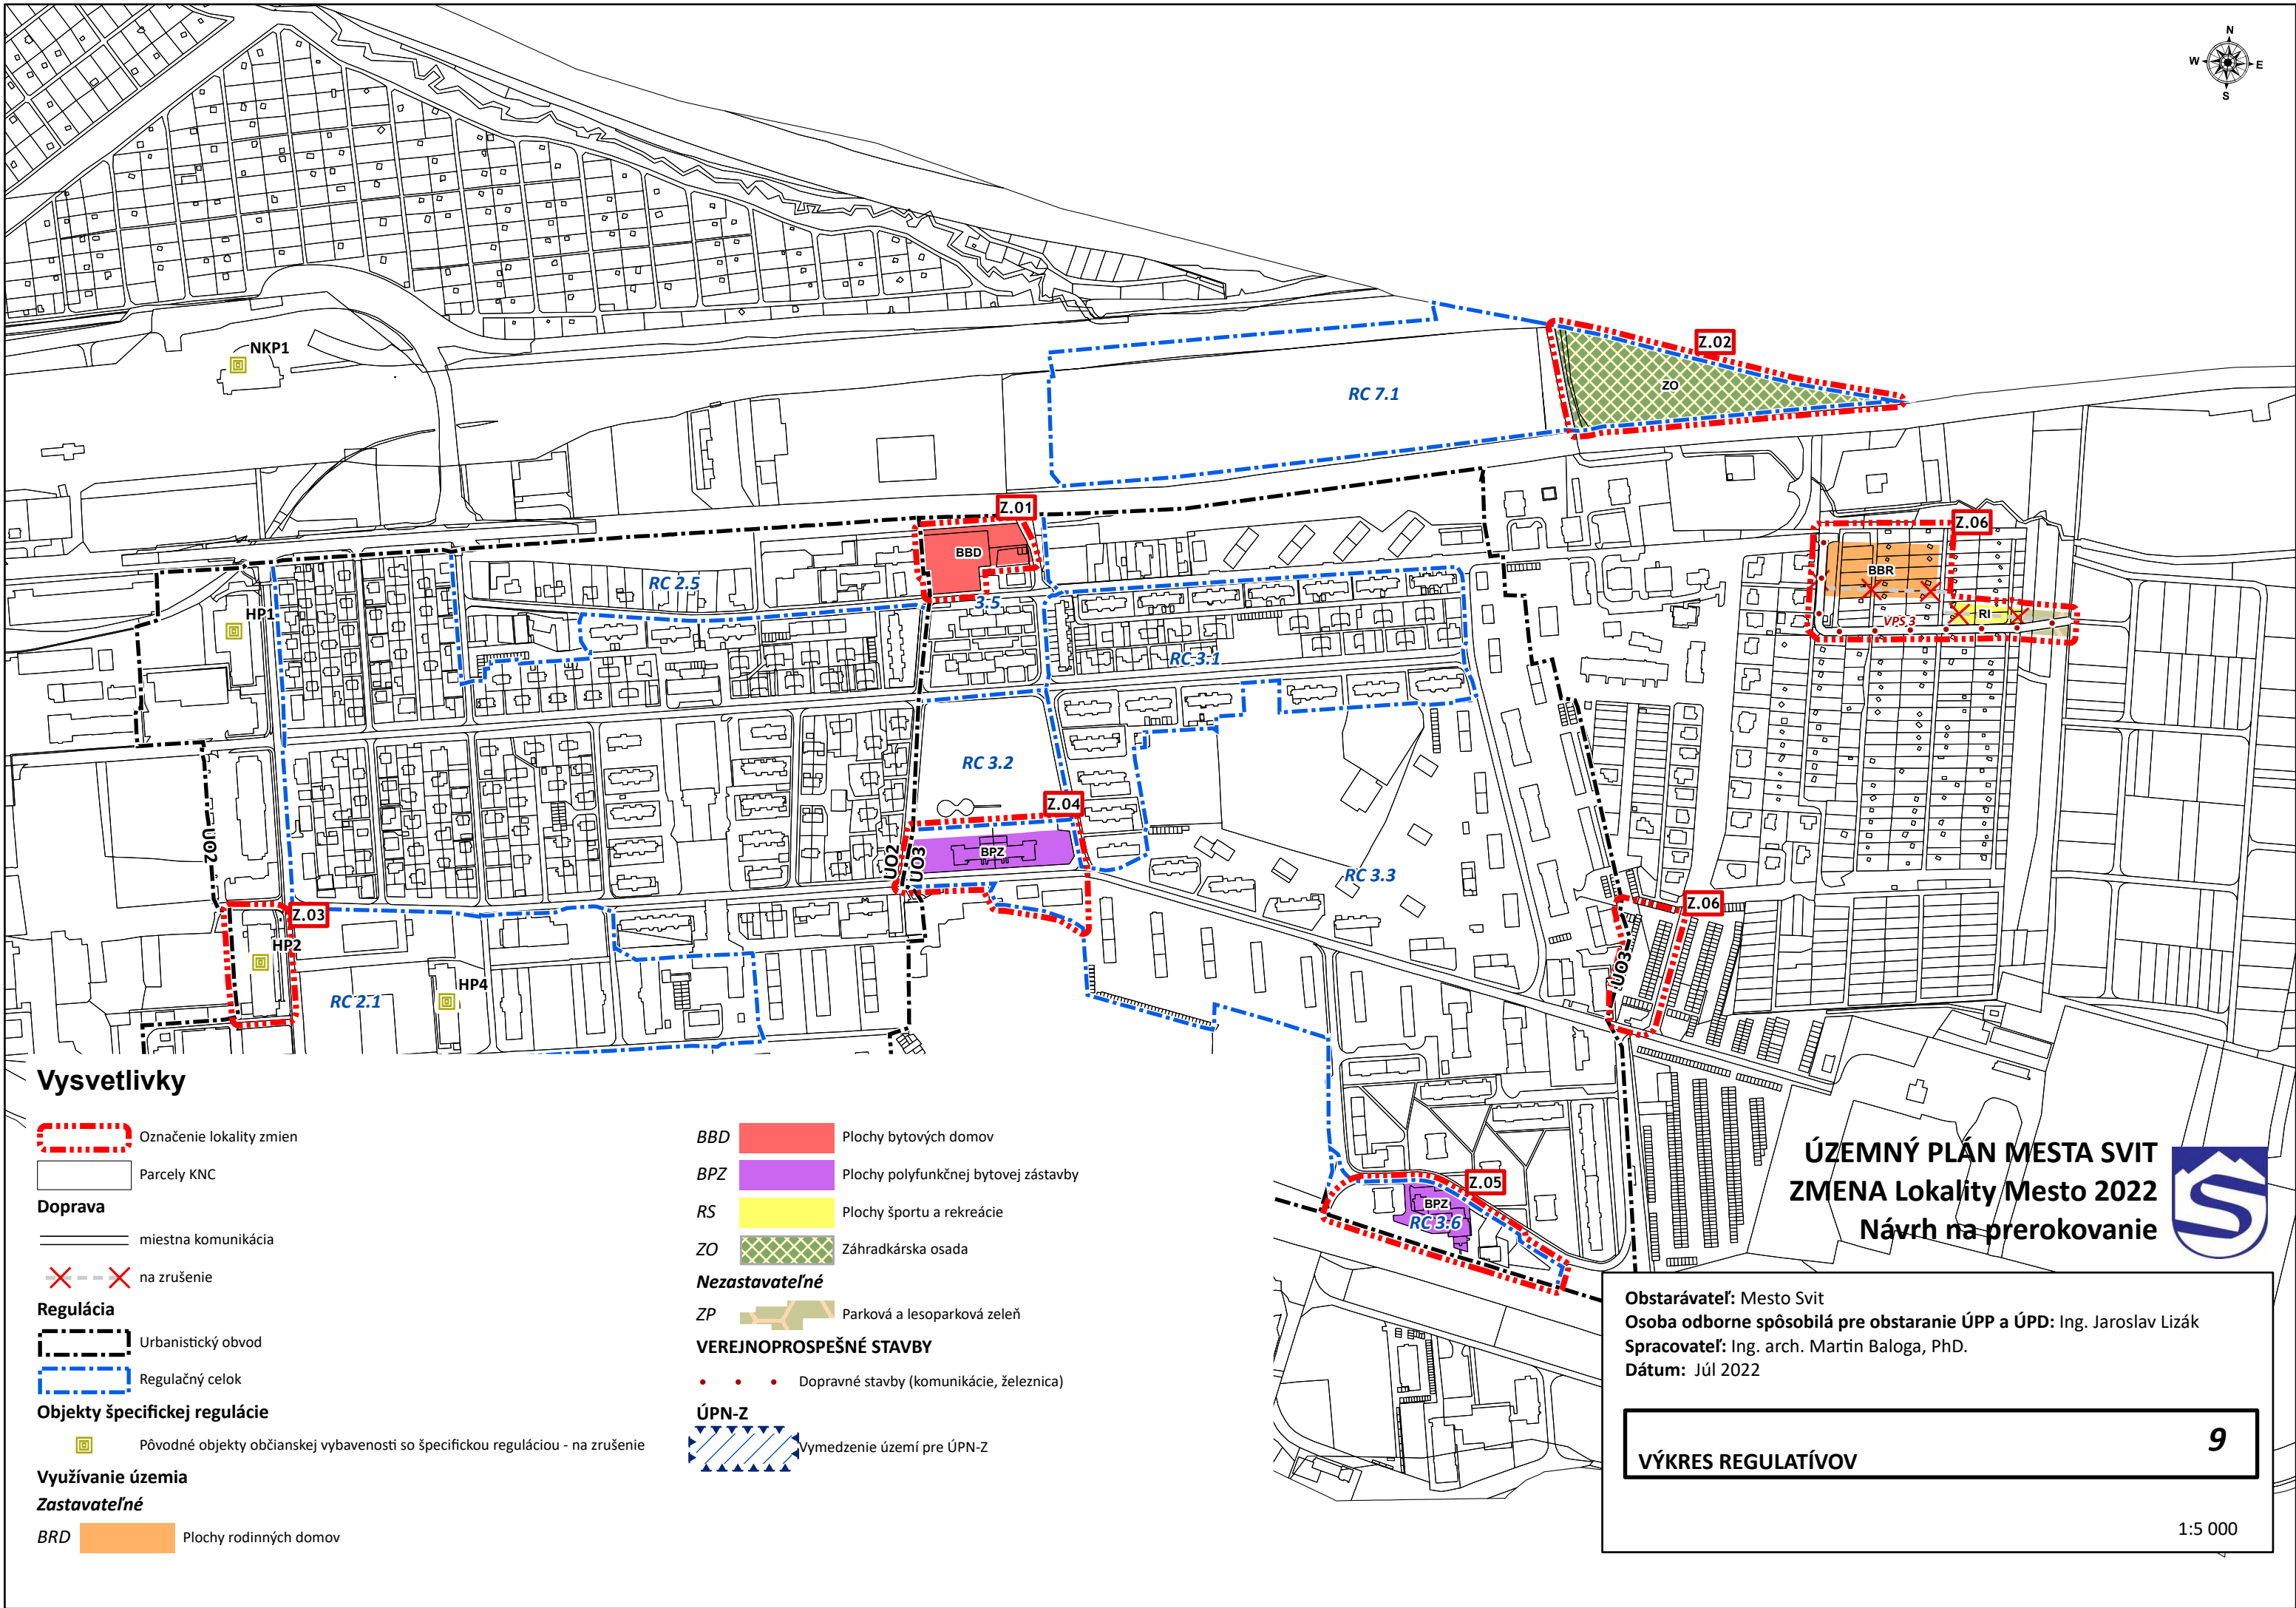 N
W
E
S
NKP1
Z.02
ZO
RC 7.1
Z.01
BBD
Z.06
BBR
RI
VPS 3
RC 2.5
3.5
HP1
RC 3.1
RC 3.2
Z.04
BPZ
UO2
UO2
UO3
RC 3.3
Z.03
HP2
HP4
RC 2.1
Z.06
UO3
Z.05
BPZ
RC 3.6
Vysvetlivky
Označenie lokality zmien
Parcely KNC
Doprava
miestna komunikácia
na zrušenie
Regulácia
Urbanistický obvod
Regulačný celok
Objekty špecifickej regulácie
Pôvodné objekty občianskej vybavenosti so špecifickou reguláciou - na zrušenie
Využívanie územia
Zastavateľné
BRD Plochy rodinných domov
BBD Plochy bytových domov
BPZ Plochy polyfunkčnej bytovej zástavby
RS Plochy športu a rekreácie
ZO Záhradkárska osada
Nezastavateľné
ZP Parková a lesoparková zeleň
VEREJNOPROSPEŠNÉ STAVBY
Dopravné stavby (komunikácie, železnica)
ÚPN-Z
Vymedzenie území pre ÚPN-Z
ÚZEMNÝ PLÁN MESTA SVIT
ZMENA Lokality Mesto 2022
Návrh na prerokovanie
Obstarávateľ: Mesto Svit
Osoba odborne spôsobilá pre obstaranie ÚPP a ÚPD: Ing. Jaroslav Lizák
Spracovateľ: Ing. arch. Martin Baloga, PhD.
Dátum: Júl 2022
9
VÝKRES REGULATÍVOV
1:5 000